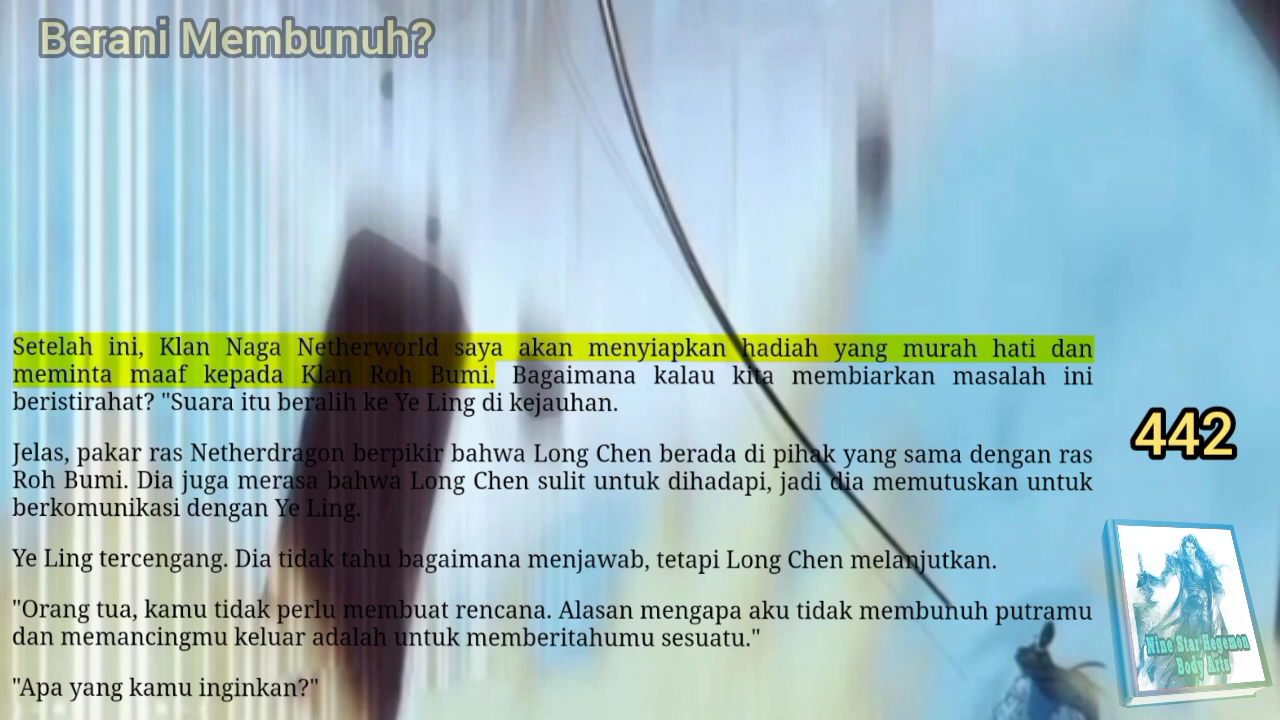 Berani Membunuh?
Setelah ini, Klan Naga Netherworld saya akan menyiapkan hadiah yang murah hati dan
meminta maaf kepada Klan Roh Bumi. Bagaimana kalau kita membiarkan masalah ini
beristirahat? "Suara itu beralih ke Ye Ling di kejauhan.
Jelas, pakar ras Netherdragon berpikir bahwa Long Chen berada di pihak yang sama dengan ras
Roh Bumi. Dia juga merasa bahwa Long Chen sulit untuk dihadapi, jadi dia memutuskan untuk
berkomunikasi dengan Ye Ling.
Ye Ling tercengang. Dia tidak tahu bagaimana menjawab, tetapi Long Chen melanjutkan.
"Orang tua, kamu tidak perlu membuat rencana. Alasan mengapa aku tidak membunuh putramu
dan memancingmu keluar adalah untuk memberitahumu sesuatu."
"Apa yang kamu inginkan?"
442
Nine Star Hegemon
Body Arts